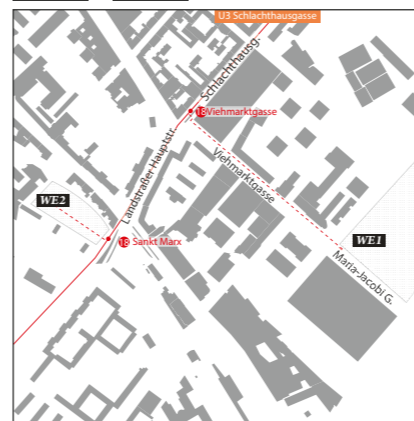 U3 Schlachthausgasse
Schlachthausg.
18 Viehmarktgasse
Landstraßer Hauptstr.
Viehmarktgasse
WE2
WE1
18 Sankt Marx
Maria-Jacobi G.